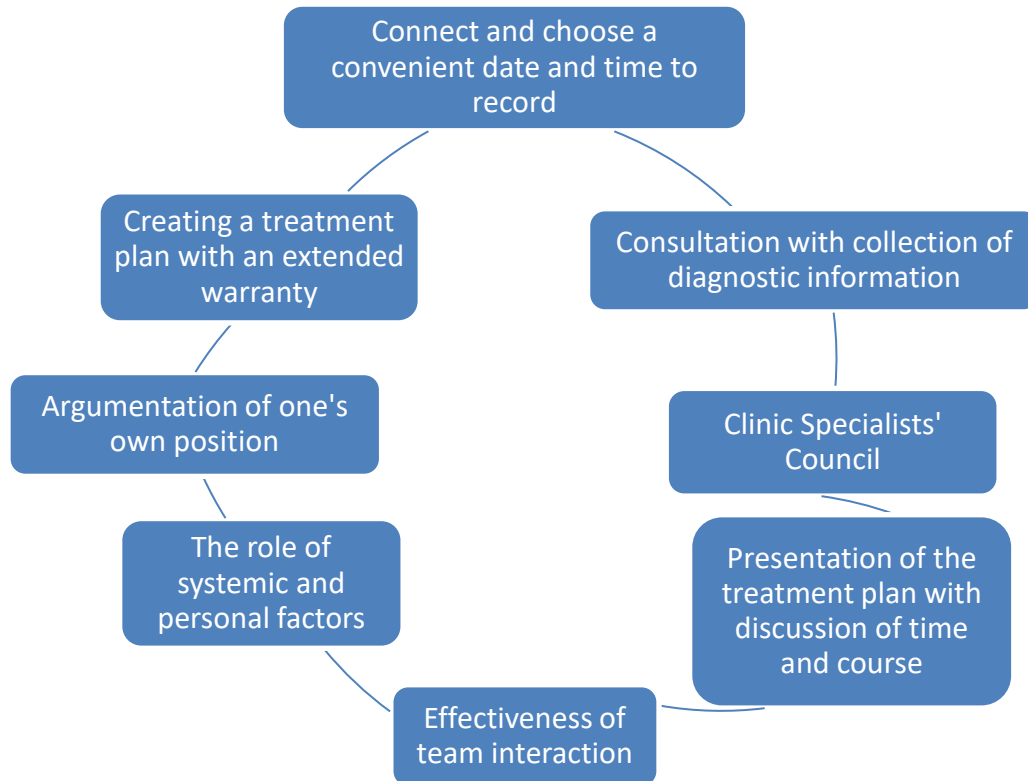 Connect and choose a
convenient date and time to
record
Creating a treatment
plan with an extended
warranty
Consultation with collection of
diagnostic information
Argumentation of one's
own position
Clinic Specialists'
Council
The role of
systemic and
personal factors
Presentation of the
treatment plan with
discussion of time
and course
Effectiveness of
team interaction